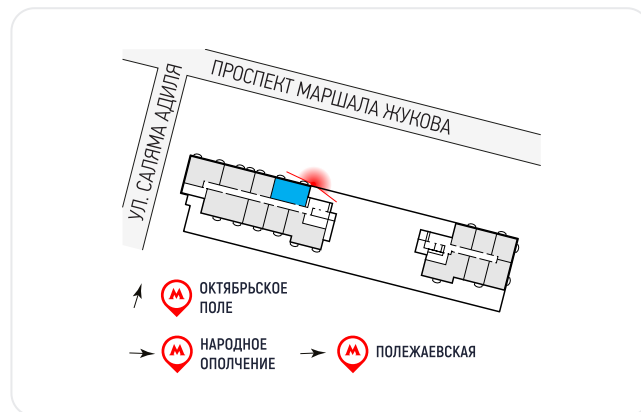 ПРОСПЕКТ МАРШАЛА ЖУКОВА
УЛ. САЛЯМА АДИЛЯ
ОКТЯБРЬСКОЕ
ПОЛЕ
НАРОДНОЕ
ОПОЛЧЕНИЕ
ПОЛЕЖАЕВСКАЯ